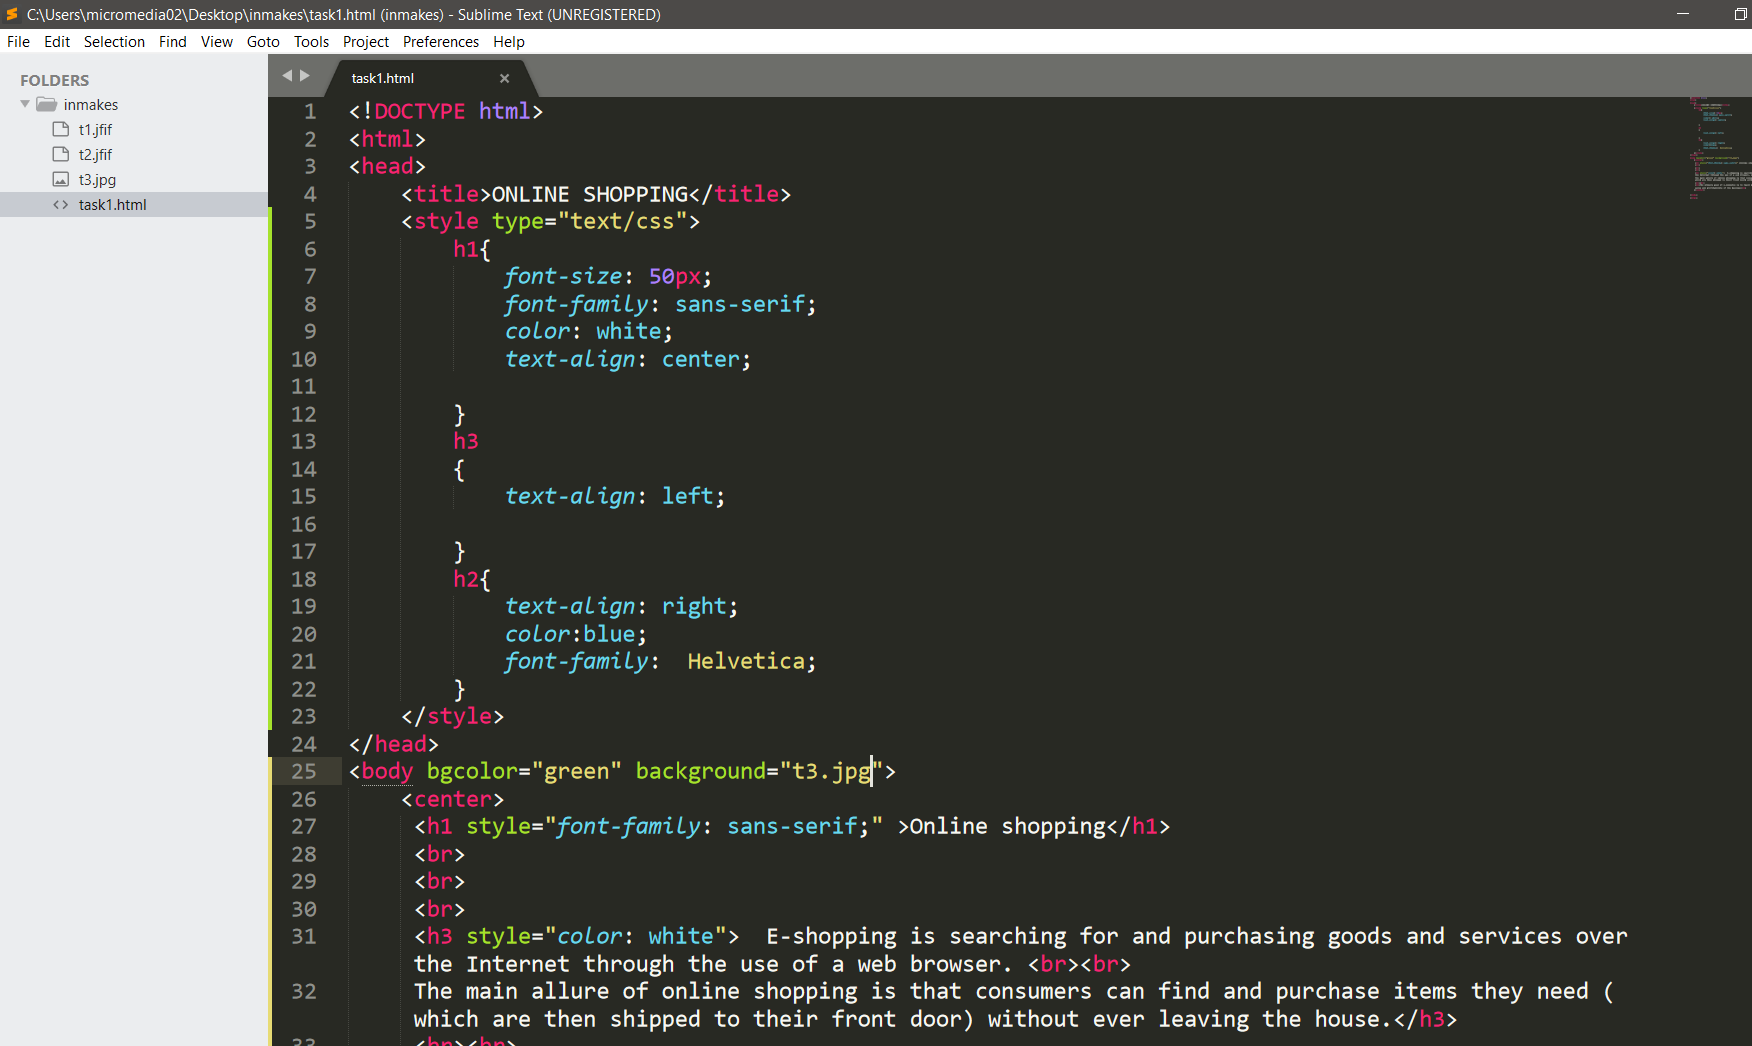 C:\Users\micromedia02\Desktop\inmakes\task1.html (inmakes) - Sublime Text (UNREGISTERED)
File Edit Selection Find View Goto Tools Project Preferences Help
FOLDERS
inmakes
t1.jfif
t2.jfif
t3.jpg
task1.html
task1.html
1 <!DOCTYPE html>
2 <html>
3 <head>
4 <title>ONLINE SHOPPING</title>
5 <style type="text/css">
6 h1{
7 font-size: 50px;
8 font-family: sans-serif;
9 color: white;
10 text-align: center;
11
12 }
13 h3
14 {
15 text-align: left;
16
17 }
18 h2{
19 text-align: right;
20 color:blue;
21 font-family:  Helvetica;
22 }
23 </style>
24 </head>
25 <body bgcolor="green" background="t3.jpg">
26 <center>
27 <h1 style="font-family: sans-serif;" >Online shopping</h1>
28 <br>
29 <br>
30 <br>
31 <h3 style="color: white">  E-shopping is searching for and purchasing goods and services over
the Internet through the use of a web browser. <br><br>
32 The main allure of online shopping is that consumers can find and purchase items they need (
which are then shipped to their front door) without ever leaving the house.</h3>
33 <br><br>